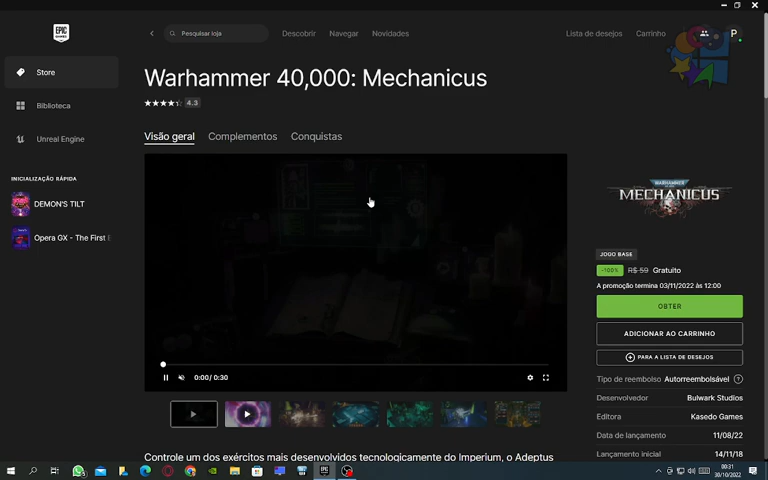 EPIC GAMES
Pesquisar loja
Descobrir
Navegar
Novidades
Lista de desejos
Carrinho
P
Store
Biblioteca
Unreal Engine
INICIALIZAÇÃO RÁPIDA
DEMON'S TILT
Opera GX - The First
Warhammer 40,000: Mechanicus
4.3
Visão geral
Complementos
Conquistas
0:00 / 0:30
WARHAMMER
MECHANICUS
JOGO BASE
-100% R$ 59 Gratuito
A promoção termina 03/11/2022 às 12:00
OBTER
ADICIONAR AO CARRINHO
PARA A LISTA DE DESEJOS
Tipo de reembolso Autorreembolsável
Desenvolvedor Bulwark Studios
Editora Kasedo Games
Data de lançamento 11/08/22
Lançamento inicial 14/11/18
Controle um dos exércitos mais desenvolvidos tecnologicamente do Imperium, o Adeptus
00:31
30/10/2022